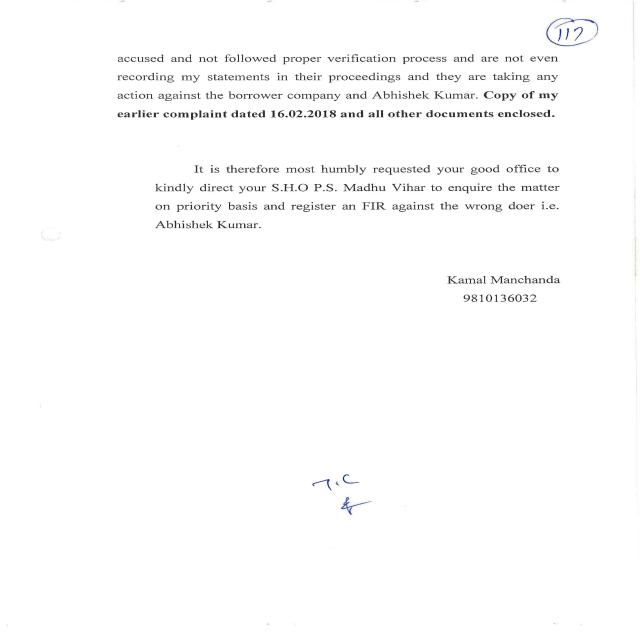 117
accused and not followed proper verification process and are not even
recording my statements in their proceedings and they are taking any
action against the borrower company and Abhishek Kumar. Copy of my
earlier complaint dated 16.02.2018 and all other documents enclosed.
It is therefore most humbly requested your good office to
kindly direct your S.H.O P.S. Madhu Vihar to enquire the matter
on priority basis and register an FIR against the wrong doer i.e.
Abhishek Kumar.
Kamal Manchanda
9810136032
T.C